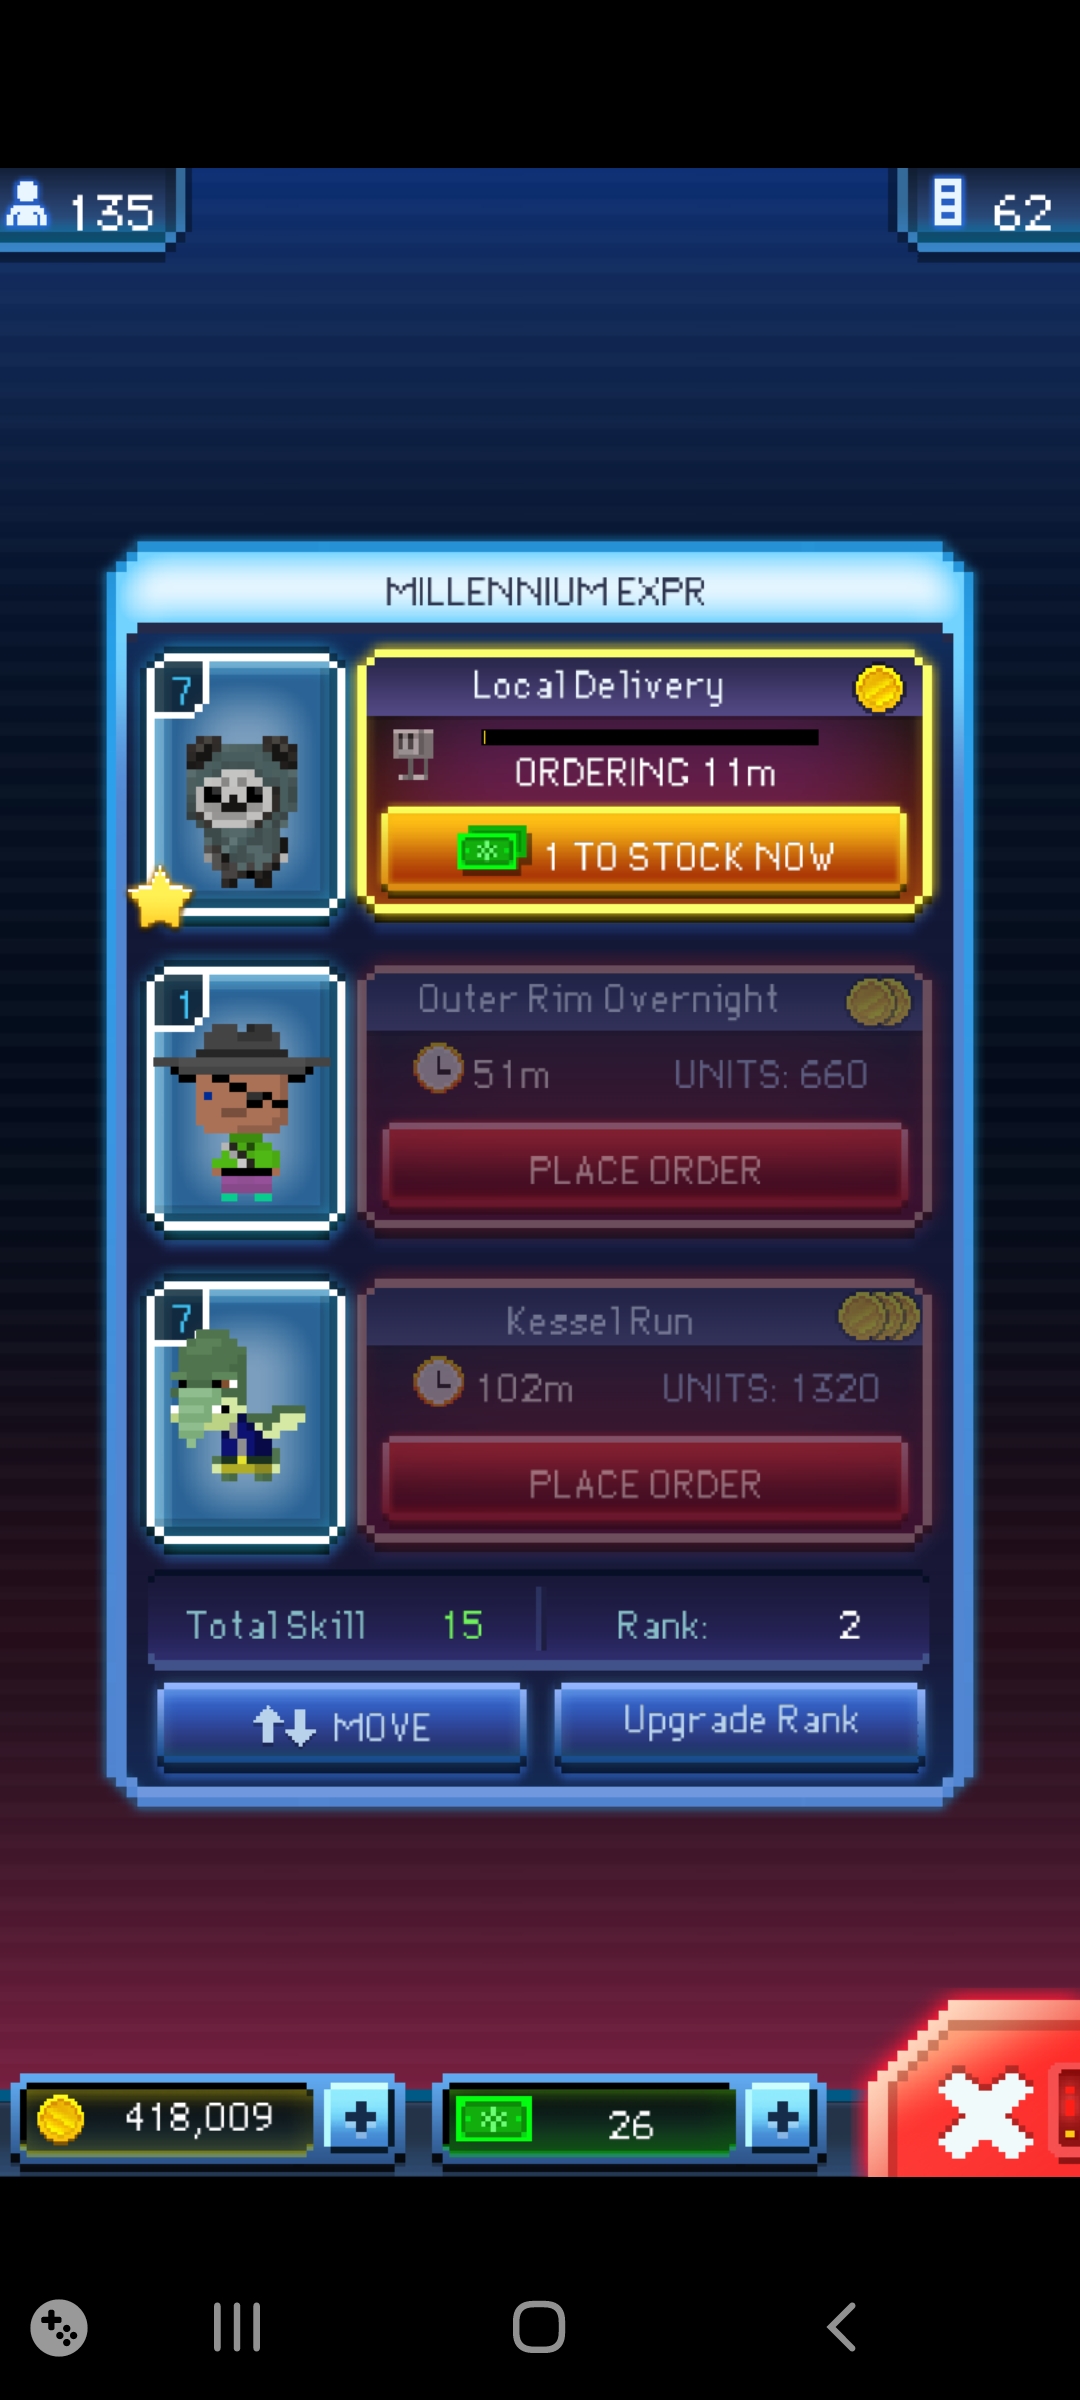 135
62
MILLENNIUM EXPR
7
Local Delivery
ORDERING 11m
1 TO STOCK NOW
1
Outer Rim Overnight
51m UNITS: 660
PLACE ORDER
7
Kessel Run
102m UNITS: 1320
PLACE ORDER
Total Skill 15 Rank: 2
MOVE Upgrade Rank
418,009 + 26 +